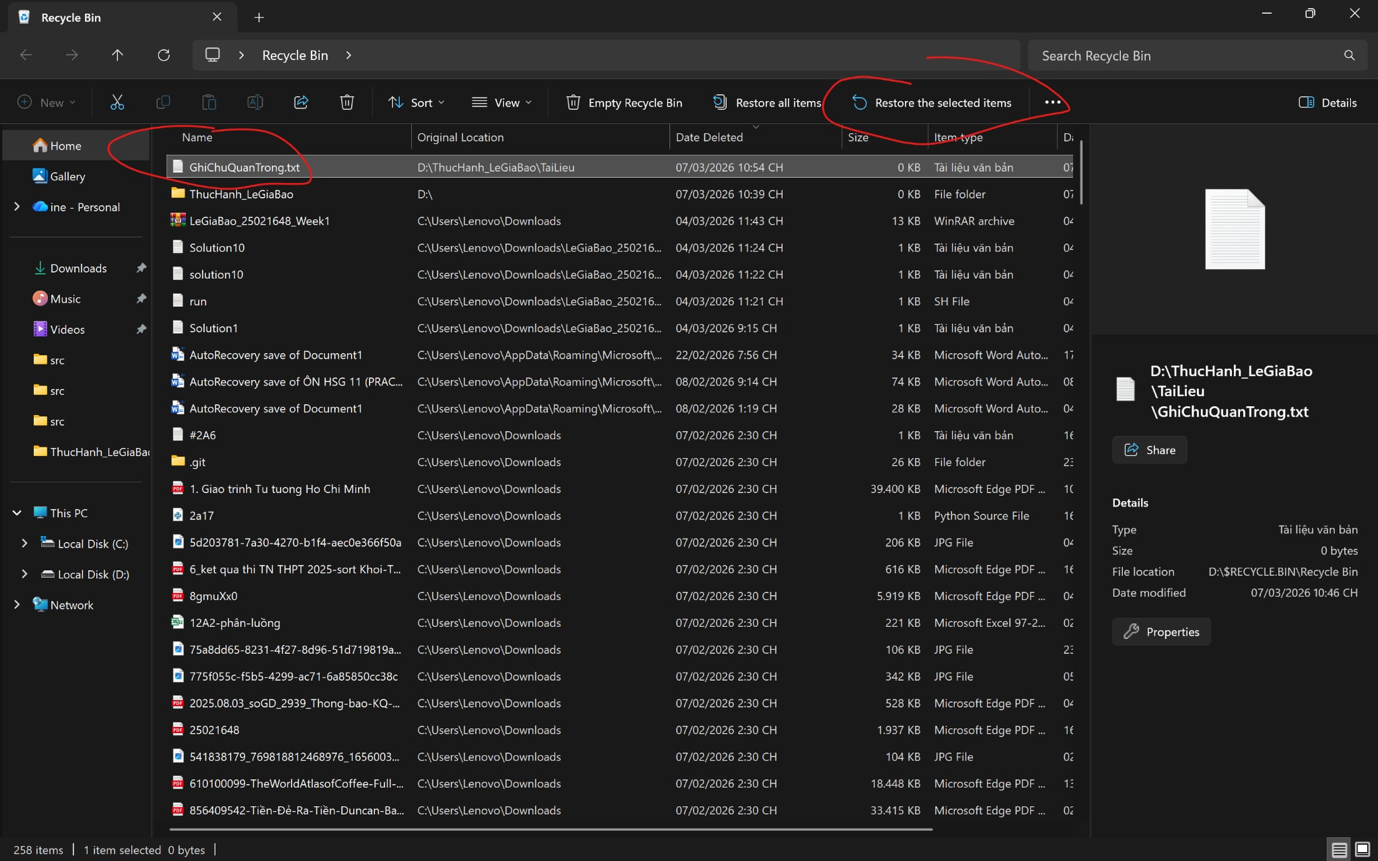 Recycle Bin
Recycle Bin
Search Recycle Bin
New
Sort
View
Empty Recycle Bin
Restore all items
Restore the selected items
Details
Home
Gallery
ine - Personal
Downloads
Music
Videos
src
src
src
ThucHanh_LeGiaBa
This PC
Local Disk (C:)
Local Disk (D:)
Network
Name Original Location Date Deleted Size Item type Da
GhiChuQuanTrong.txt D:\ThucHanh_LeGiaBao\TaiLieu 07/03/2026 10:54 CH 0 KB Tài liệu văn bản 07
ThucHanh_LeGiaBao D:\ 07/03/2026 10:39 CH 0 KB File folder 07
LeGiaBao_25021648_Week1 C:\Users\Lenovo\Downloads 04/03/2026 11:43 CH 13 KB WinRAR archive 04
Solution10 C:\Users\Lenovo\Downloads\LeGiaBao_250216... 04/03/2026 11:24 CH 1 KB Tài liệu văn bản 04
solution10 C:\Users\Lenovo\Downloads\LeGiaBao_250216... 04/03/2026 11:22 CH 1 KB Tài liệu văn bản 04
run C:\Users\Lenovo\Downloads\LeGiaBao_250216... 04/03/2026 11:21 CH 1 KB SH File 04
Solution1 C:\Users\Lenovo\Downloads\LeGiaBao_250216... 04/03/2026 9:15 CH 1 KB Tài liệu văn bản 04
AutoRecovery save of Document1 C:\Users\Lenovo\AppData\Roaming\Microsoft\... 22/02/2026 7:56 CH 34 KB Microsoft Word Auto... 17
AutoRecovery save of ÔN HSG 11 (PRAC... C:\Users\Lenovo\AppData\Roaming\Microsoft\... 08/02/2026 9:14 CH 74 KB Microsoft Word Auto... 08
AutoRecovery save of Document1 C:\Users\Lenovo\AppData\Roaming\Microsoft\... 08/02/2026 1:19 CH 28 KB Microsoft Word Auto... 04
#2A6 C:\Users\Lenovo\Downloads 07/02/2026 2:30 CH 1 KB Tài liệu văn bản 16
.git C:\Users\Lenovo\Downloads 07/02/2026 2:30 CH 26 KB File folder 23
1. Giao trinh Tu tuong Ho Chi Minh C:\Users\Lenovo\Downloads 07/02/2026 2:30 CH 39.400 KB Microsoft Edge PDF ... 10
2a17 C:\Users\Lenovo\Downloads 07/02/2026 2:30 CH 1 KB Python Source File 16
5d203781-7a30-4270-b1f4-aec0e366f50a C:\Users\Lenovo\Downloads 07/02/2026 2:30 CH 206 KB JPG File 04
6_ket qua thi TN THPT 2025-sort Khoi-T... C:\Users\Lenovo\Downloads 07/02/2026 2:30 CH 616 KB Microsoft Edge PDF ... 16
8gmuXx0 C:\Users\Lenovo\Downloads 07/02/2026 2:30 CH 5.919 KB Microsoft Edge PDF ... 04
12A2-phân-luồng C:\Users\Lenovo\Downloads 07/02/2026 2:30 CH 221 KB Microsoft Excel 97-2... 02
75a8dd65-8231-4f27-8d96-51d719819a... C:\Users\Lenovo\Downloads 07/02/2026 2:30 CH 106 KB JPG File 23
775f055c-f5b5-4299-ac71-6a85850cc38c C:\Users\Lenovo\Downloads 07/02/2026 2:30 CH 342 KB JPG File 05
2025.08.03_soGD_2939_Thong-bao-KQ-... C:\Users\Lenovo\Downloads 07/02/2026 2:30 CH 528 KB Microsoft Edge PDF ... 04
25021648 C:\Users\Lenovo\Downloads 07/02/2026 2:30 CH 1.937 KB Microsoft Edge PDF ... 16
541838179_769818812468976_1656003... C:\Users\Lenovo\Downloads 07/02/2026 2:30 CH 104 KB JPG File 02
610100099-TheWorldAtlasofCoffee-Full-... C:\Users\Lenovo\Downloads 07/02/2026 2:30 CH 18.448 KB Microsoft Edge PDF ... 13
856409542-Tiền-Đẻ-Ra-Tiền-Duncan-Ba... C:\Users\Lenovo\Downloads 07/02/2026 2:30 CH 33.415 KB Microsoft Edge PDF ... 02
D:\ThucHanh_LeGiaBao
\TaiLieu
\GhiChuQuanTrong.txt
Share
Details
Type Tài liệu văn bản
Size 0 bytes
File location D:\$RECYCLE.BIN\Recycle Bin
Date modified 07/03/2026 10:46 CH
Properties
258 items 1 item selected 0 bytes